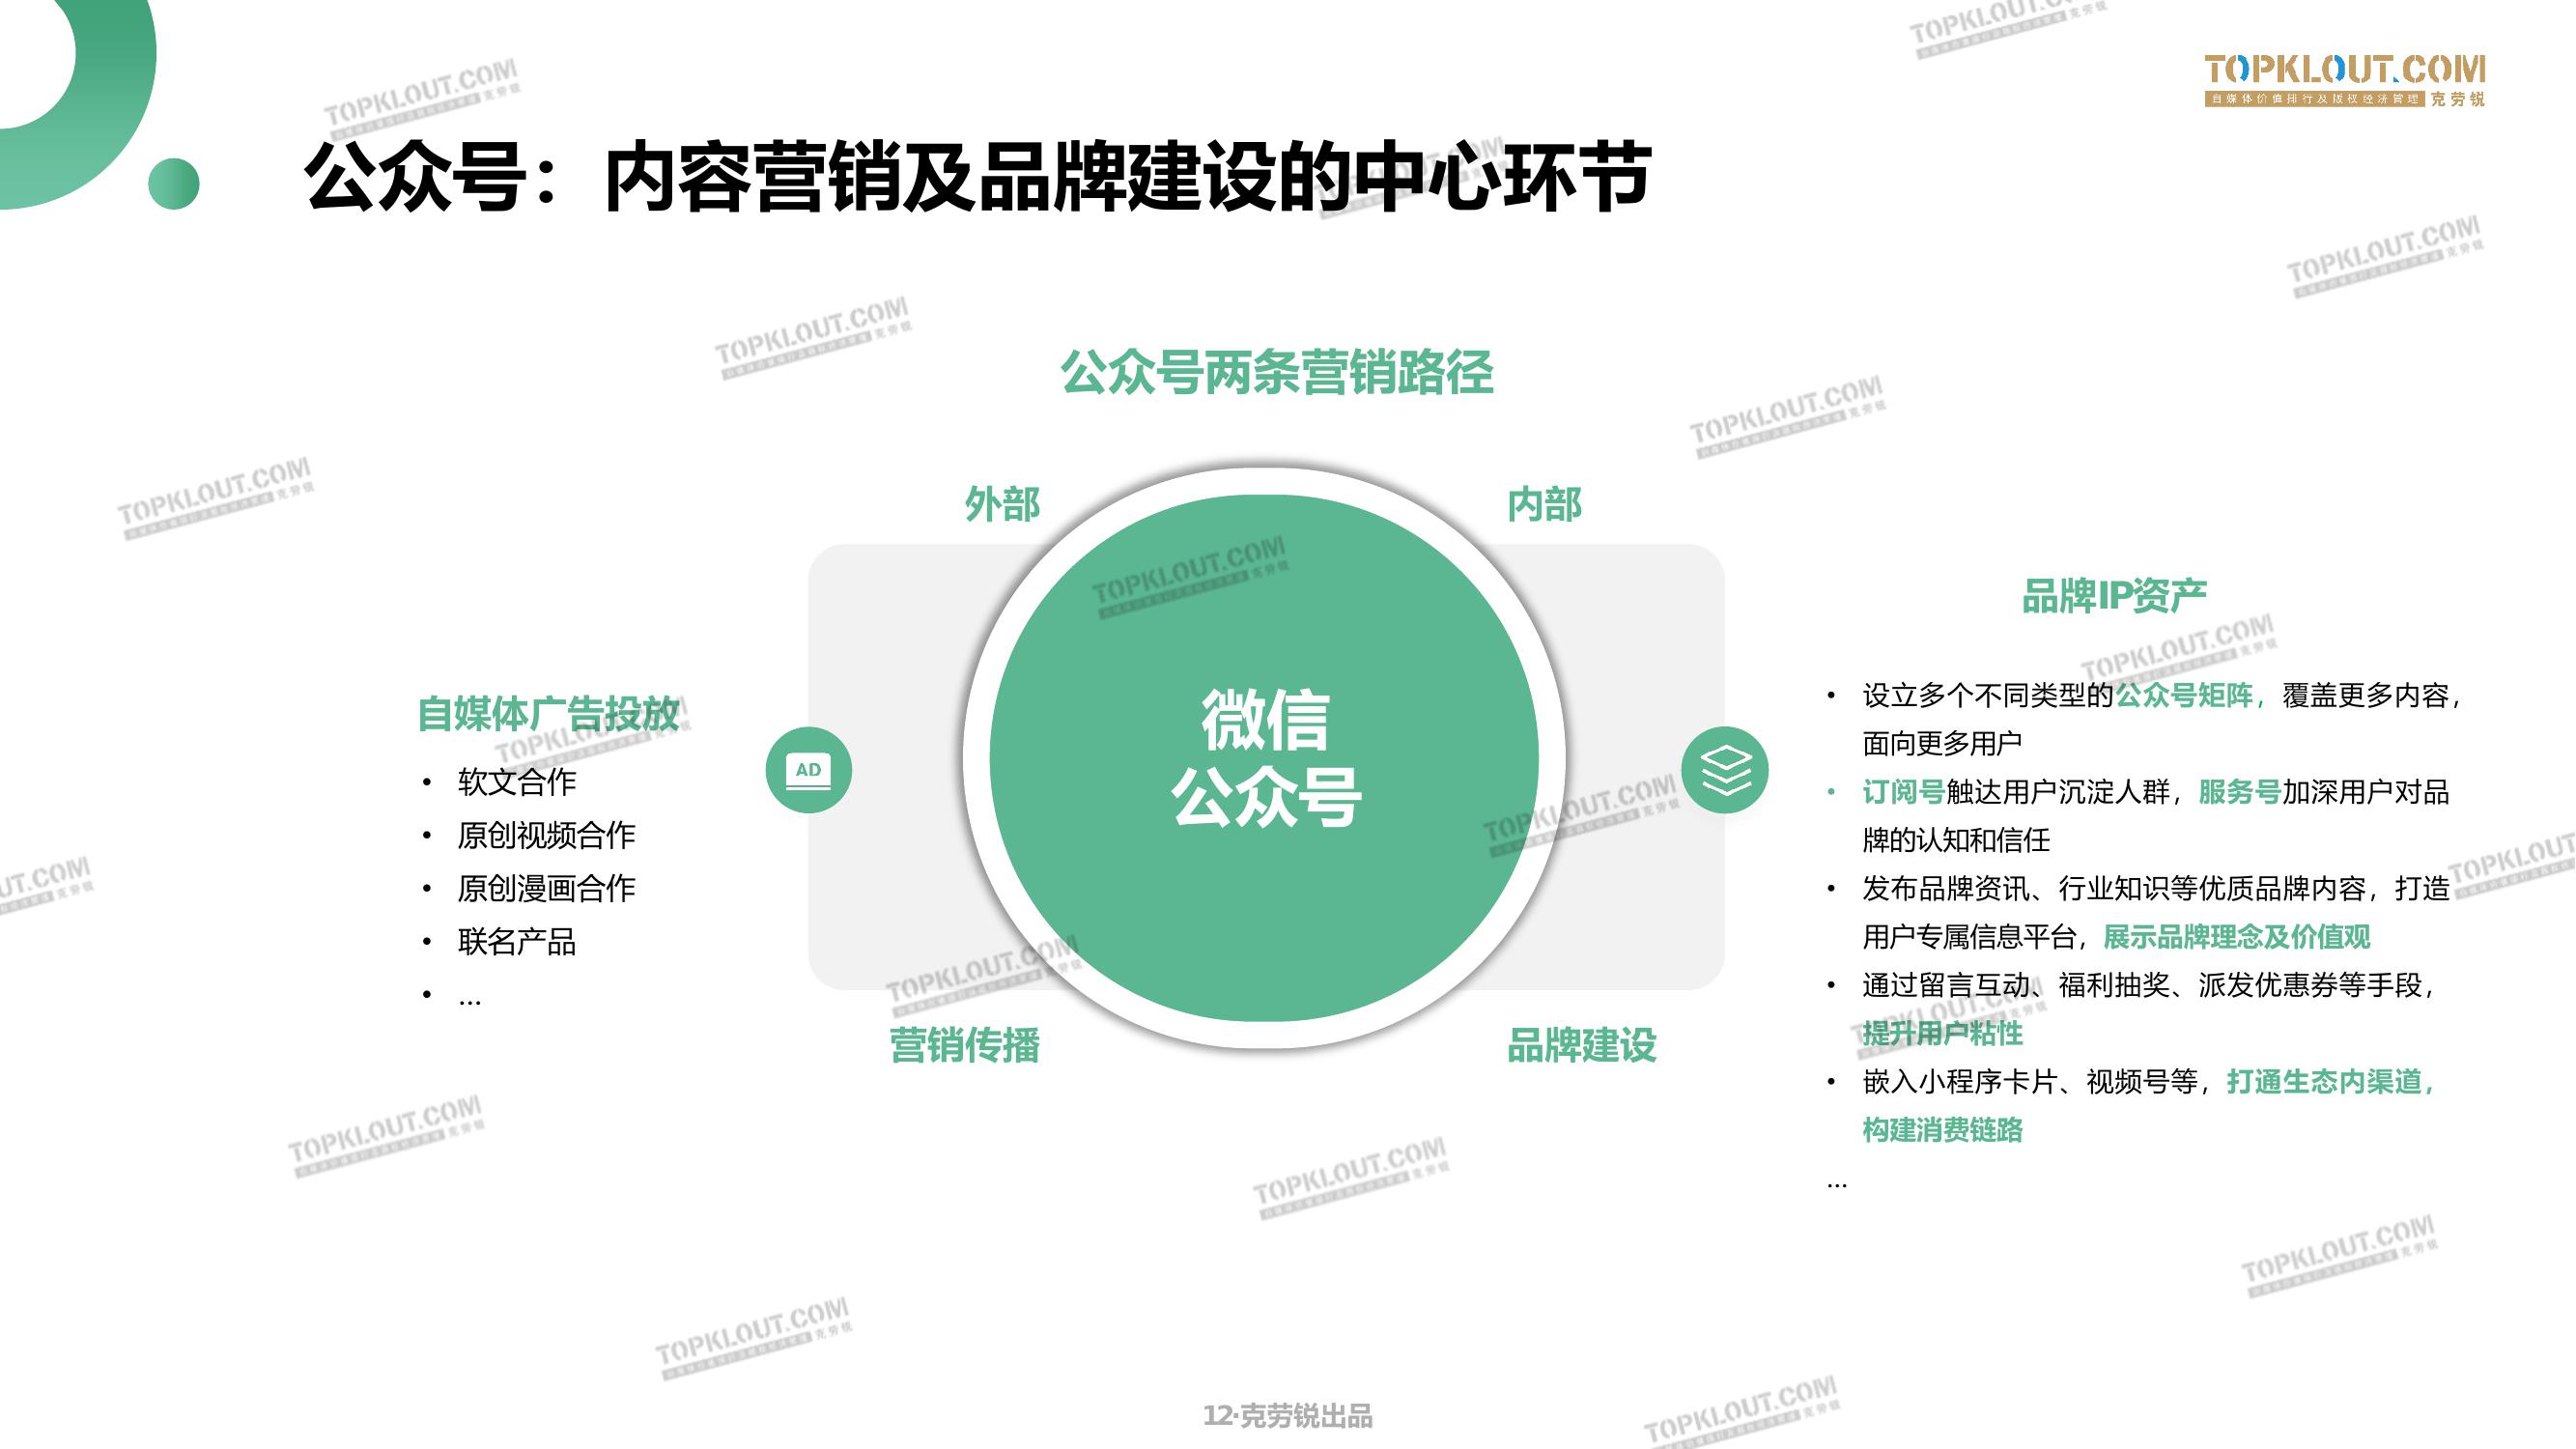 TOPKLOUT.COM
自媒体价值排行及版权经济管理 克劳锐
公众号：内容营销及品牌建设的中心环节
公众号两条营销路径
外部
内部
微信
公众号
营销传播
品牌建设
自媒体广告投放
• 软文合作
• 原创视频合作
• 原创漫画合作
• 联名产品
• ...
AD
品牌IP资产
• 设立多个不同类型的公众号矩阵，覆盖更多内容，
面向更多用户
• 订阅号触达用户沉淀人群，服务号加深用户对品
牌的认知和信任
• 发布品牌资讯、行业知识等优质品牌内容，打造
用户专属信息平台，展示品牌理念及价值观
• 通过留言互动、福利抽奖、派发优惠券等手段，
提升用户粘性
• 嵌入小程序卡片、视频号等，打通生态内渠道，
构建消费链路
...
12·克劳锐出品